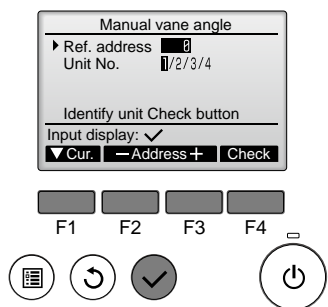 Manual vane angle
Ref. address 0
Unit No. 1/2/3/4
Identify unit Check button
Input display: ✓
▼ Cur. − Address + Check
F1 F2 F3 F4